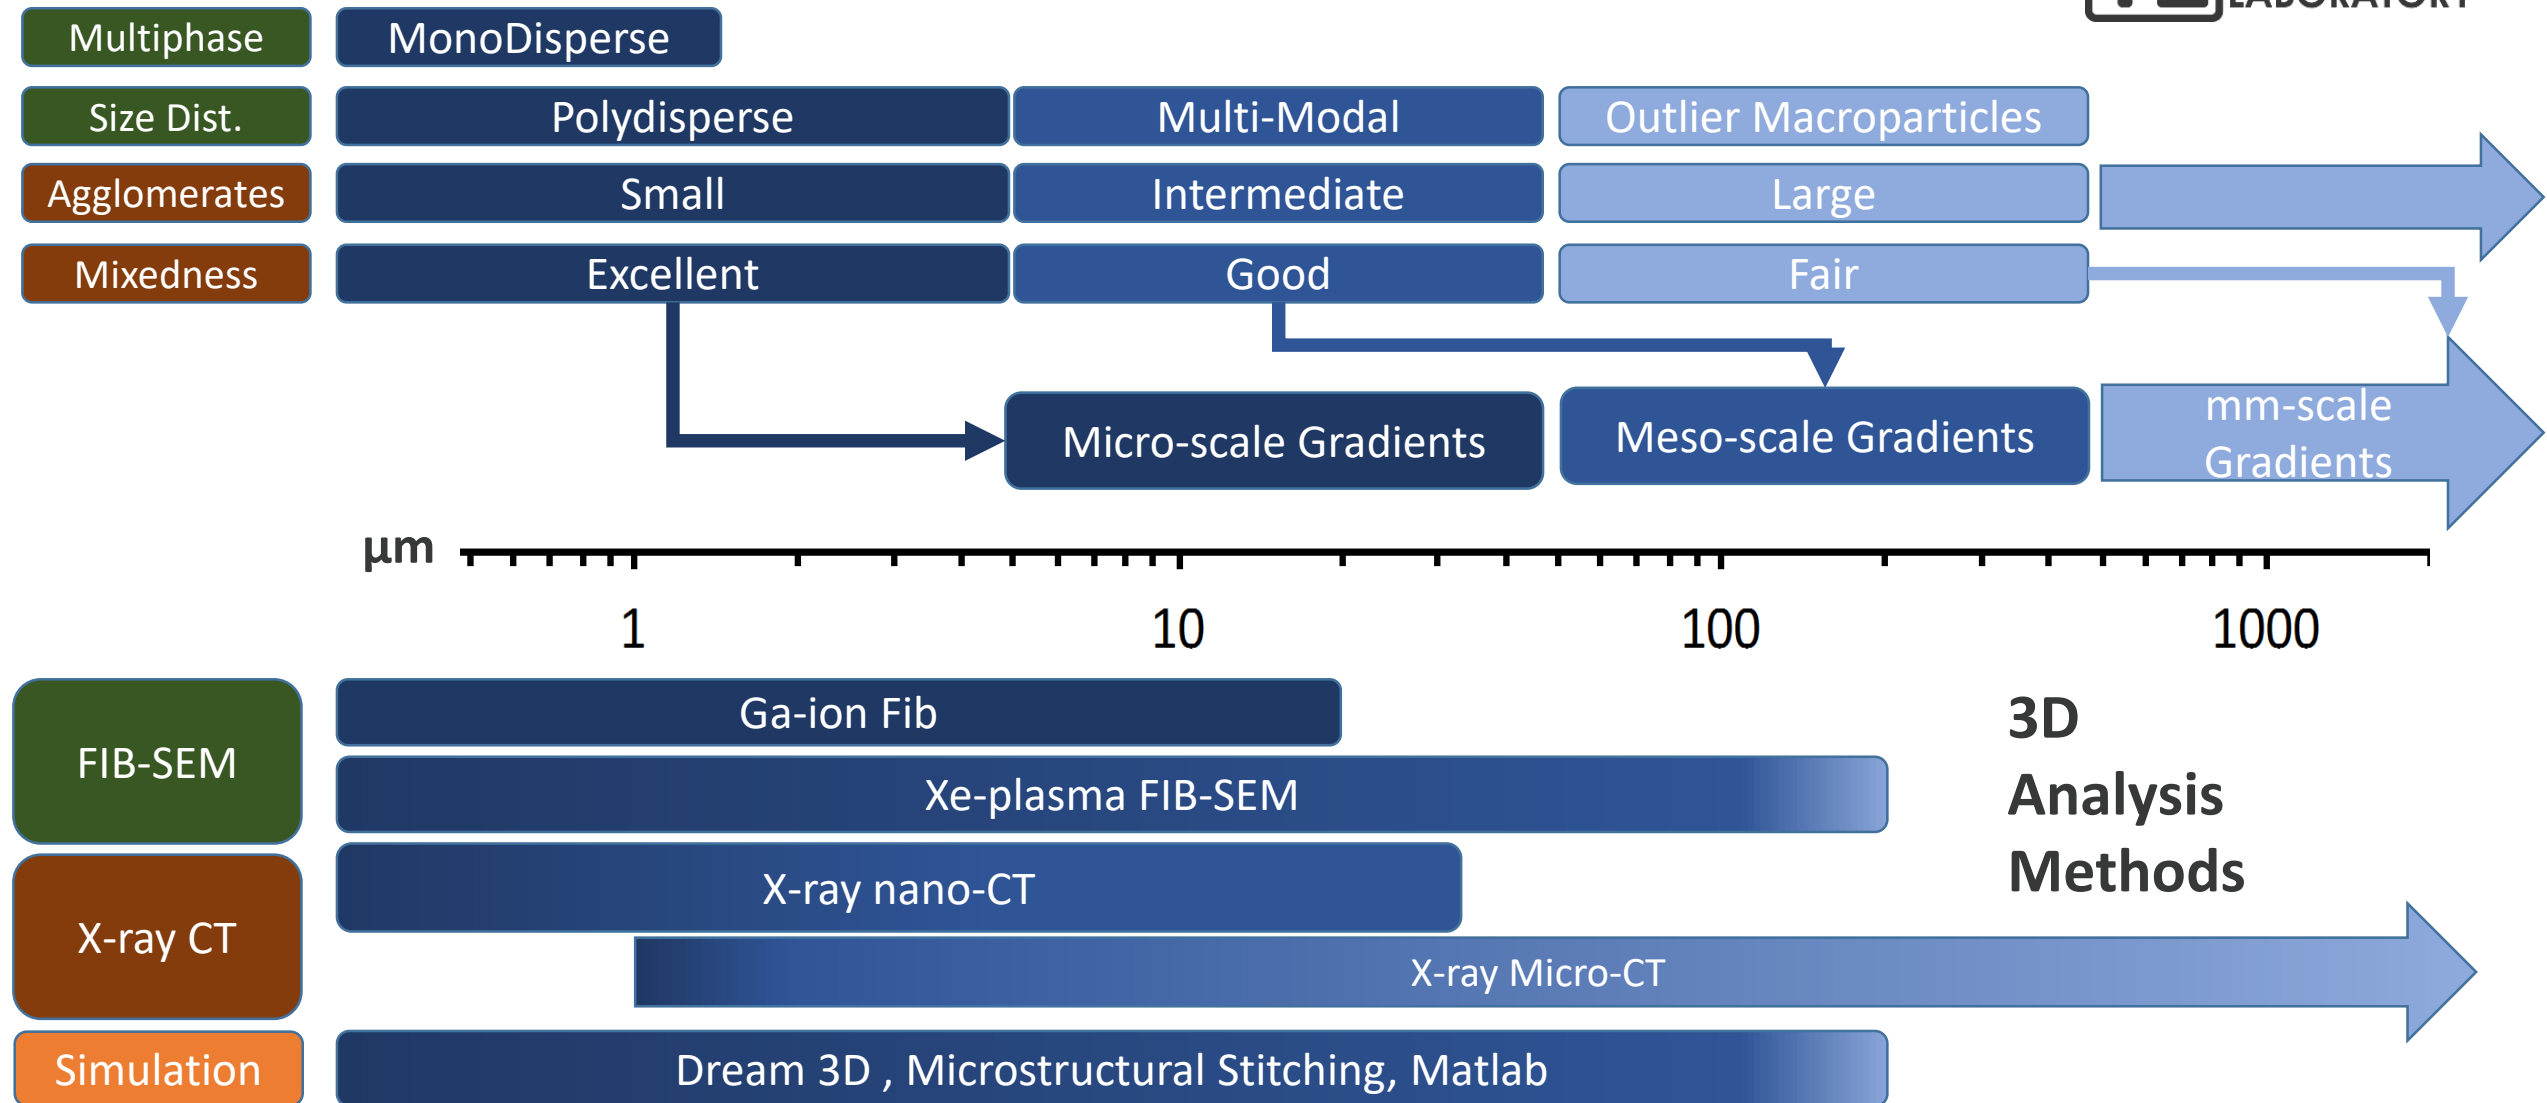 LABORATORY
Multiphase MonoDisperse
Size Dist. Polydisperse Multi-Modal Outlier Macroparticles
Agglomerates Small Intermediate Large
Mixedness Excellent Good Fair
Micro-scale Gradients Meso-scale Gradients mm-scale
Gradients
µm
1 10 100 1000
FIB-SEM
Ga-ion Fib
Xe-plasma FIB-SEM
3D
Analysis
Methods
X-ray CT
X-ray nano-CT
X-ray Micro-CT
Simulation Dream 3D , Microstructural Stitching, Matlab